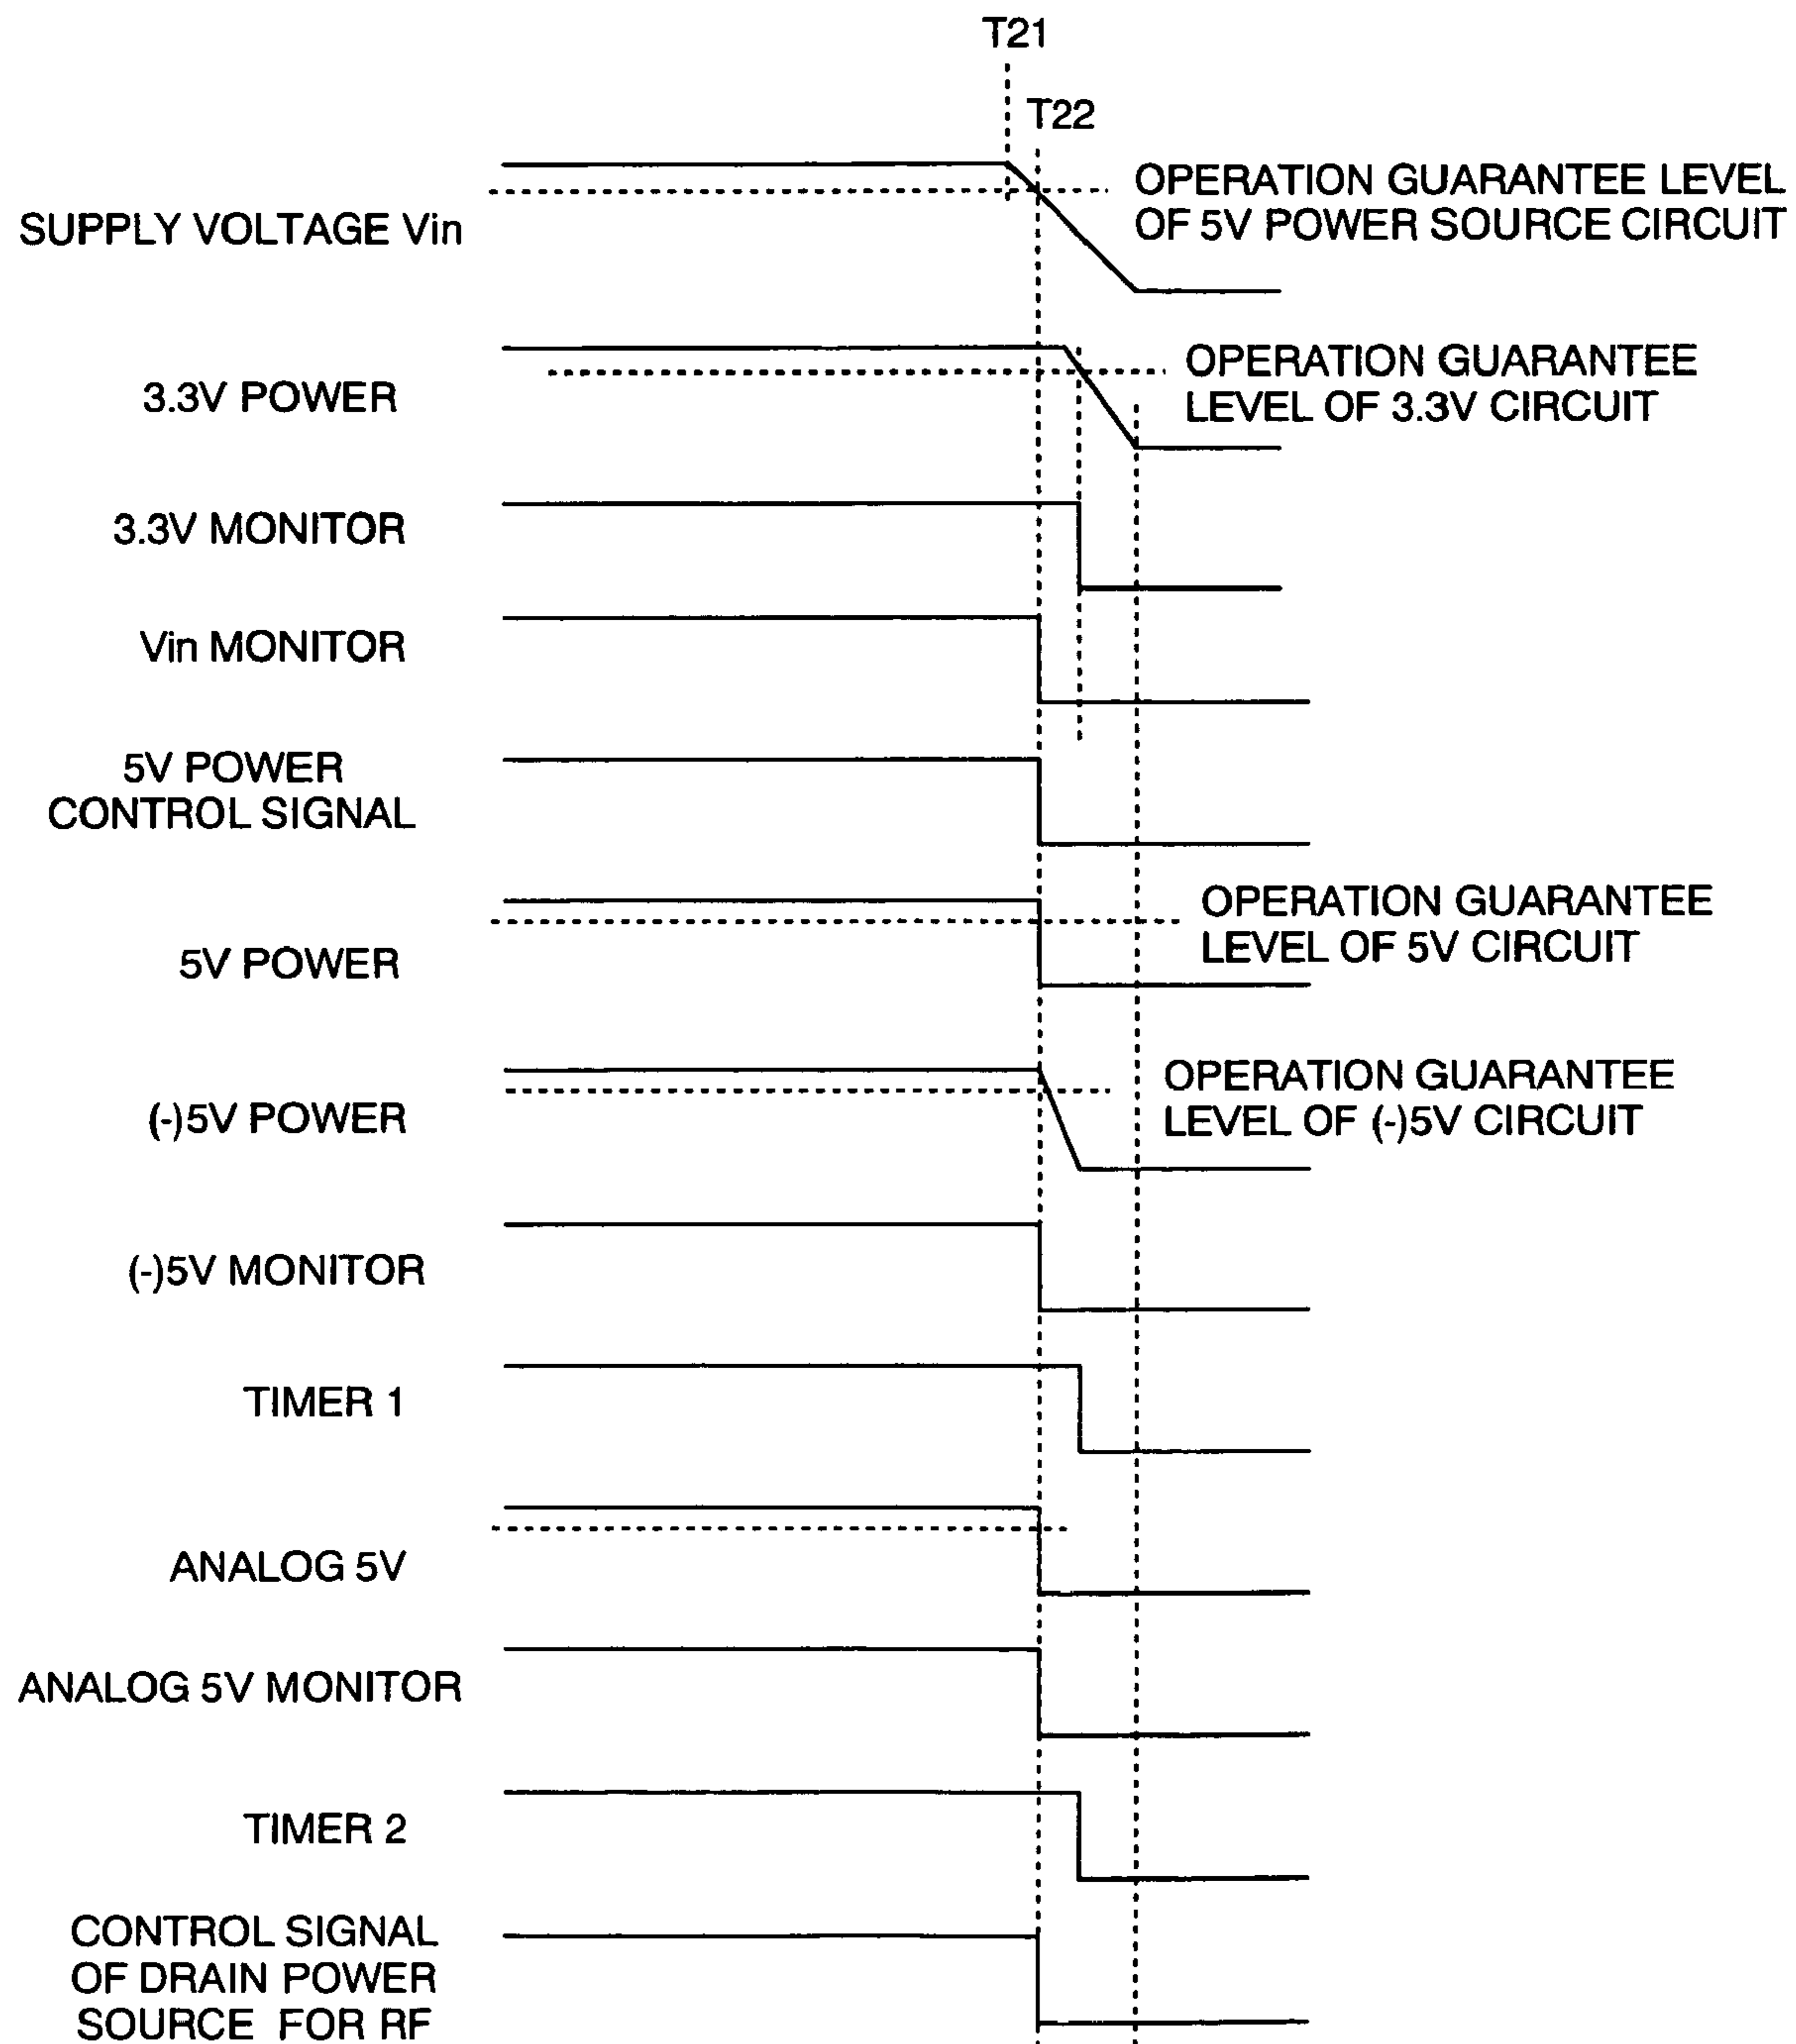 T21
T22
OPERATION GUARANTEE LEVEL
OF 5V POWER SOURCE CIRCUIT
SUPPLY VOLTAGE Vin
OPERATION GUARANTEE
LEVEL OF 3.3V CIRCUIT
3.3V POWER
3.3V MONITOR
Vin MONITOR
5V POWER
CONTROL SIGNAL
OPERATION GUARANTEE
LEVEL OF 5V CIRCUIT
5V POWER
OPERATION GUARANTEE
LEVEL OF (-)5V CIRCUIT
(-)5V POWER
(-)5V MONITOR
TIMER 1
ANALOG 5V
ANALOG 5V MONITOR
TIMER 2
CONTROL SIGNAL
OF DRAIN POWER
SOURCE FOR RF